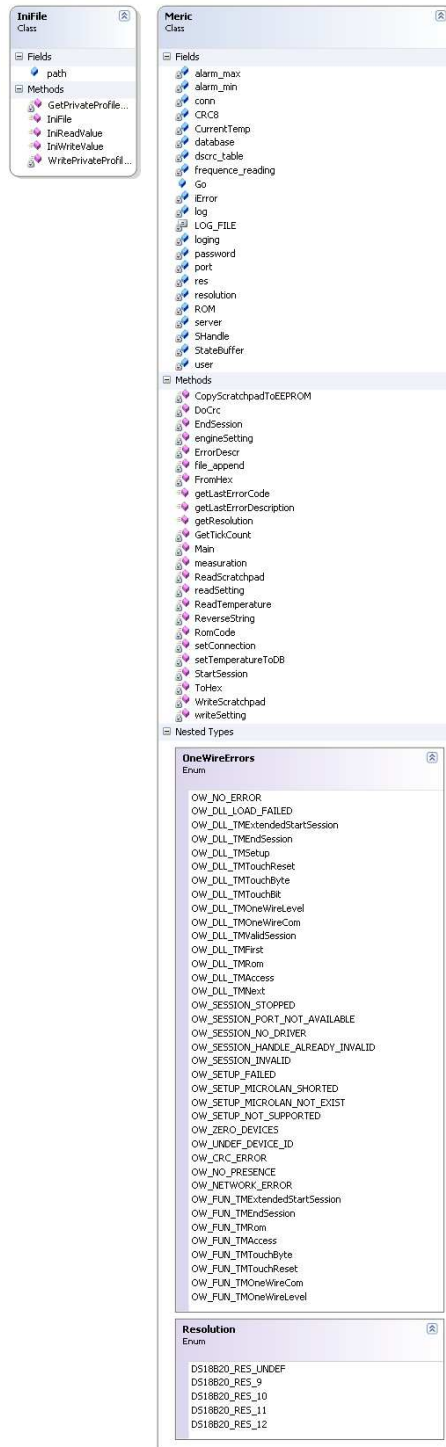 IniFile
Class
Fields
path
Methods
GetPrivateProfile...
IniFile
IniReadValue
IniWriteValue
WritePrivateProfil...
Meric
Class
Fields
alarm_max
alarm_min
conn
CRC8
CurrentTemp
database
dscrc_table
frequence_reading
Go
iError
log
LOG_FILE
loging
password
port
res
resolution
ROM
server
SHandle
StateBuffer
user
Methods
CopyScratchpadToEEPROM
DoCrc
EndSession
engineSetting
ErrorDescr
file_append
FromHex
getLastErrorCode
getLastErrorDescription
getResolution
GetTickCount
Main
measuration
ReadScratchpad
readSetting
ReadTemperature
ReverseString
RomCode
setConnection
setTemperatureToDB
StartSession
ToHex
WriteScratchpad
writeSetting
Nested Types
OneWireErrors
Enum
OW_NO_ERROR
OW_DLL_LOAD_FAILED
OW_DLL_TMExtendedStartSession
OW_DLL_TMEndSession
OW_DLL_TMSetup
OW_DLL_TMTouchReset
OW_DLL_TMTouchByte
OW_DLL_TMTouchBit
OW_DLL_TMOneWireLevel
OW_DLL_TMOneWireCom
OW_DLL_TMValidSession
OW_DLL_TMFirst
OW_DLL_TMRom
OW_DLL_TMAccess
OW_DLL_TMNext
OW_SESSION_STOPPED
OW_SESSION_PORT_NOT_AVAILABLE
OW_SESSION_NO_DRIVER
OW_SESSION_HANDLE_ALREADY_INVALID
OW_SESSION_INVALID
OW_SETUP_FAILED
OW_SETUP_MICROLAN_SHORTED
OW_SETUP_MICROLAN_NOT_EXIST
OW_SETUP_NOT_SUPPORTED
OW_ZERO_DEVICES
OW_UNDEF_DEVICE_ID
OW_CRC_ERROR
OW_NO_PRESENCE
OW_NETWORK_ERROR
OW_FUN_TMExtendedStartSession
OW_FUN_TMEndSession
OW_FUN_TMRom
OW_FUN_TMAccess
OW_FUN_TMTouchByte
OW_FUN_TMTouchReset
OW_FUN_TMOneWireCom
OW_FUN_TMOneWireLevel
Resolution
Enum
DS18B20_RES_UNDEF
DS18B20_RES_9
DS18B20_RES_10
DS18B20_RES_11
DS18B20_RES_12